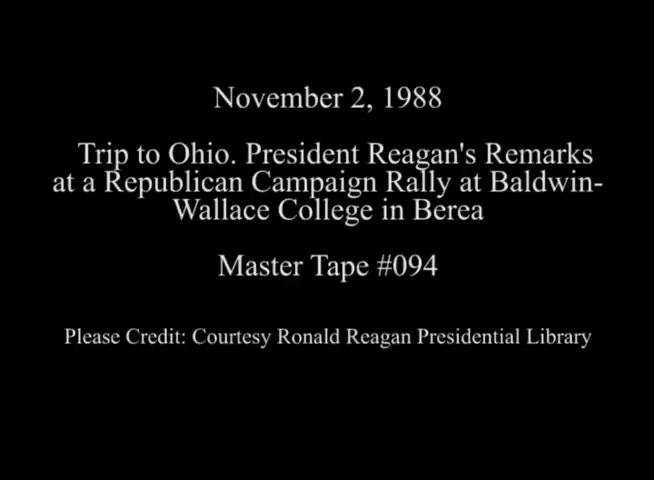 November 2, 1988
Trip to Ohio. President Reagan's Remarks
at a Republican Campaign Rally at Baldwin-
Wallace College in Berea
Master Tape #094
Please Credit: Courtesy Ronald Reagan Presidential Library